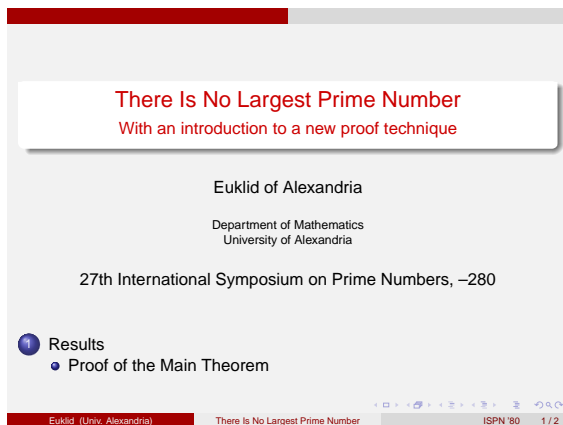 There Is No Largest Prime Number
With an introduction to a new proof technique
Euklid of Alexandria
Department of Mathematics
University of Alexandria
27th International Symposium on Prime Numbers, –280
1 Results
Proof of the Main Theorem
Euklid (Univ. Alexandria) There Is No Largest Prime Number ISPN '80 1 / 2